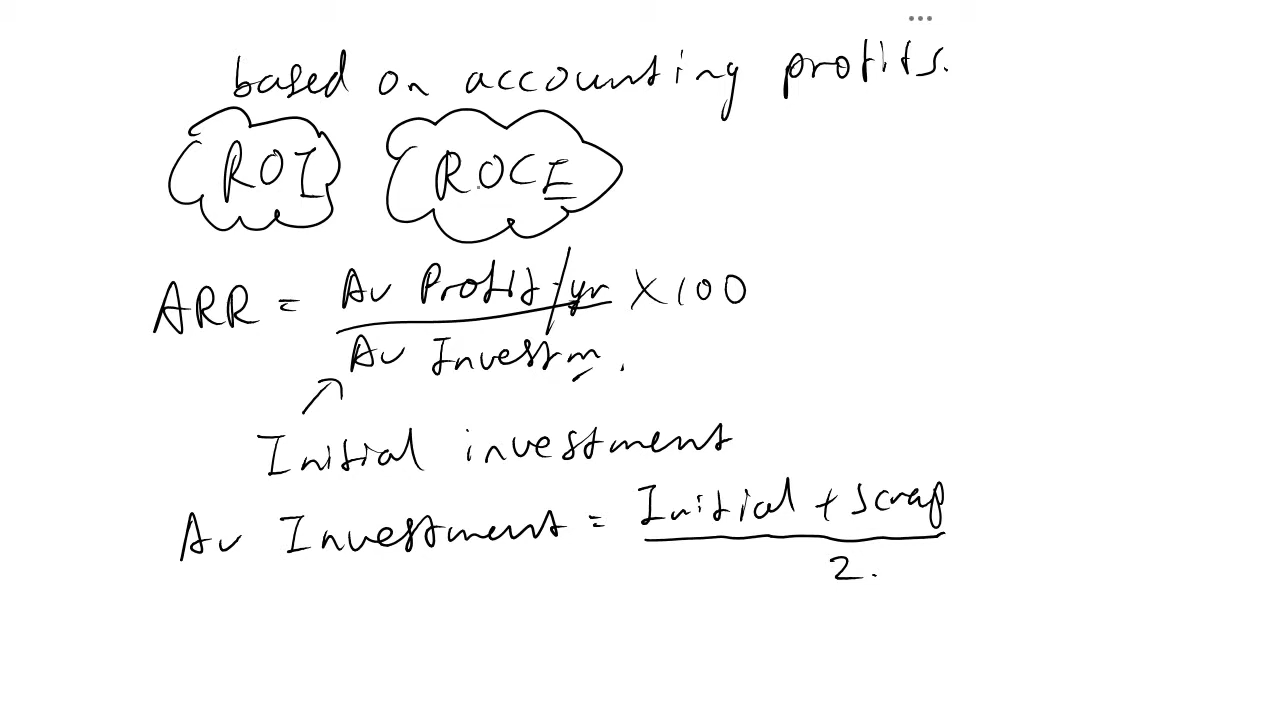 based on accounting profits.
ROI ROCE
ARR = Av Profit/yr × 100
Av Investm.
Initial investment
Av Investment = Initial + Scrap
2.